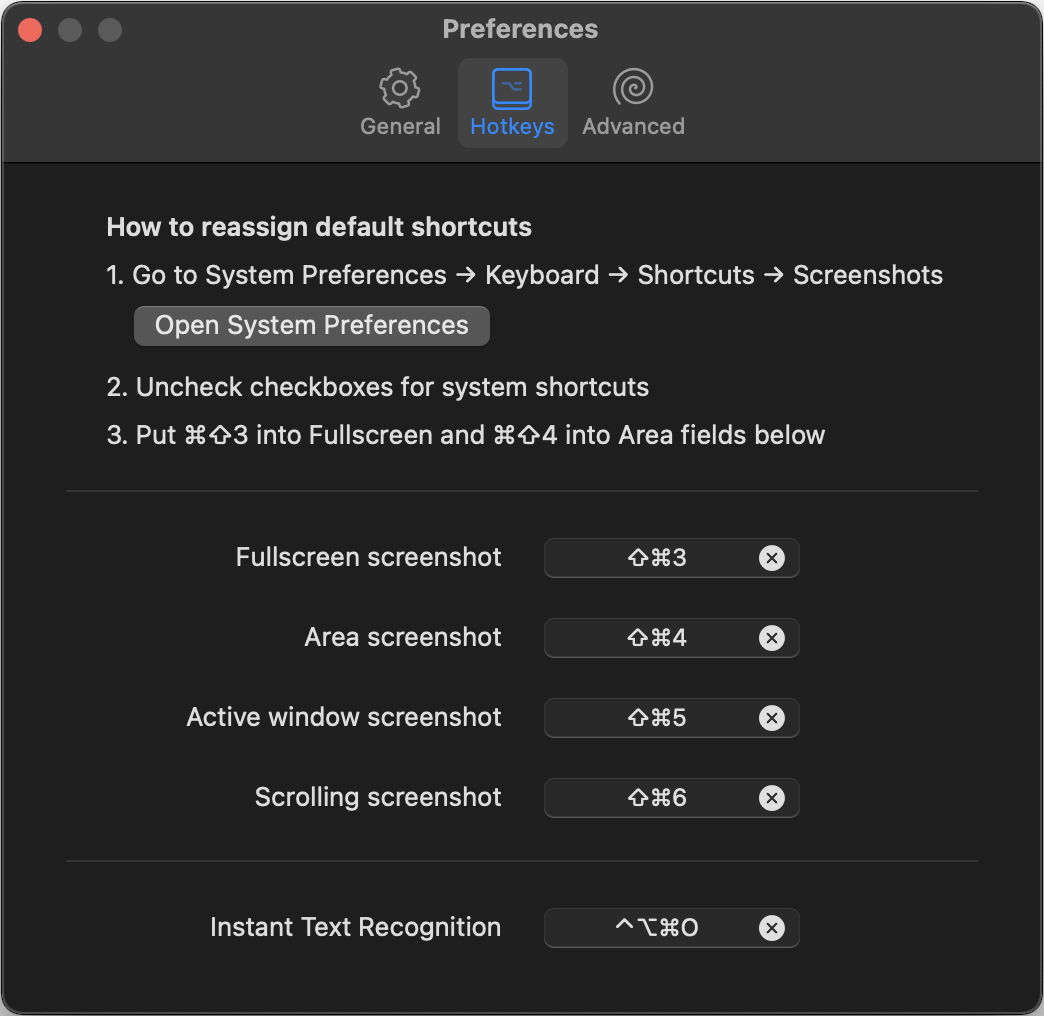 Preferences
General
Hotkeys
Advanced
How to reassign default shortcuts
1. Go to System Preferences → Keyboard → Shortcuts → Screenshots
Open System Preferences
2. Uncheck checkboxes for system shortcuts
3. Put ⌘⇧3 into Fullscreen and ⌘⇧4 into Area fields below
Fullscreen screenshot ⇧⌘3
Area screenshot ⇧⌘4
Active window screenshot ⇧⌘5
Scrolling screenshot ⇧⌘6
Instant Text Recognition ^⌥⌘O